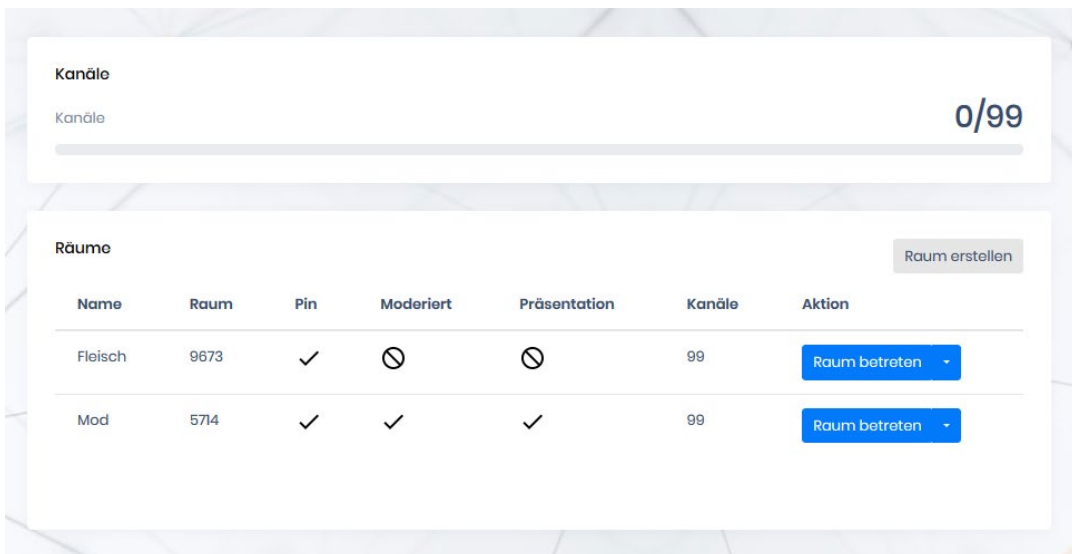 Kanäle
Kanäle 0/99
Räume
Raum erstellen
Name Raum Pin Moderiert Präsentation Kanäle Aktion
Fleisch 9673 99 Raum betreten
Mod 5714 99 Raum betreten